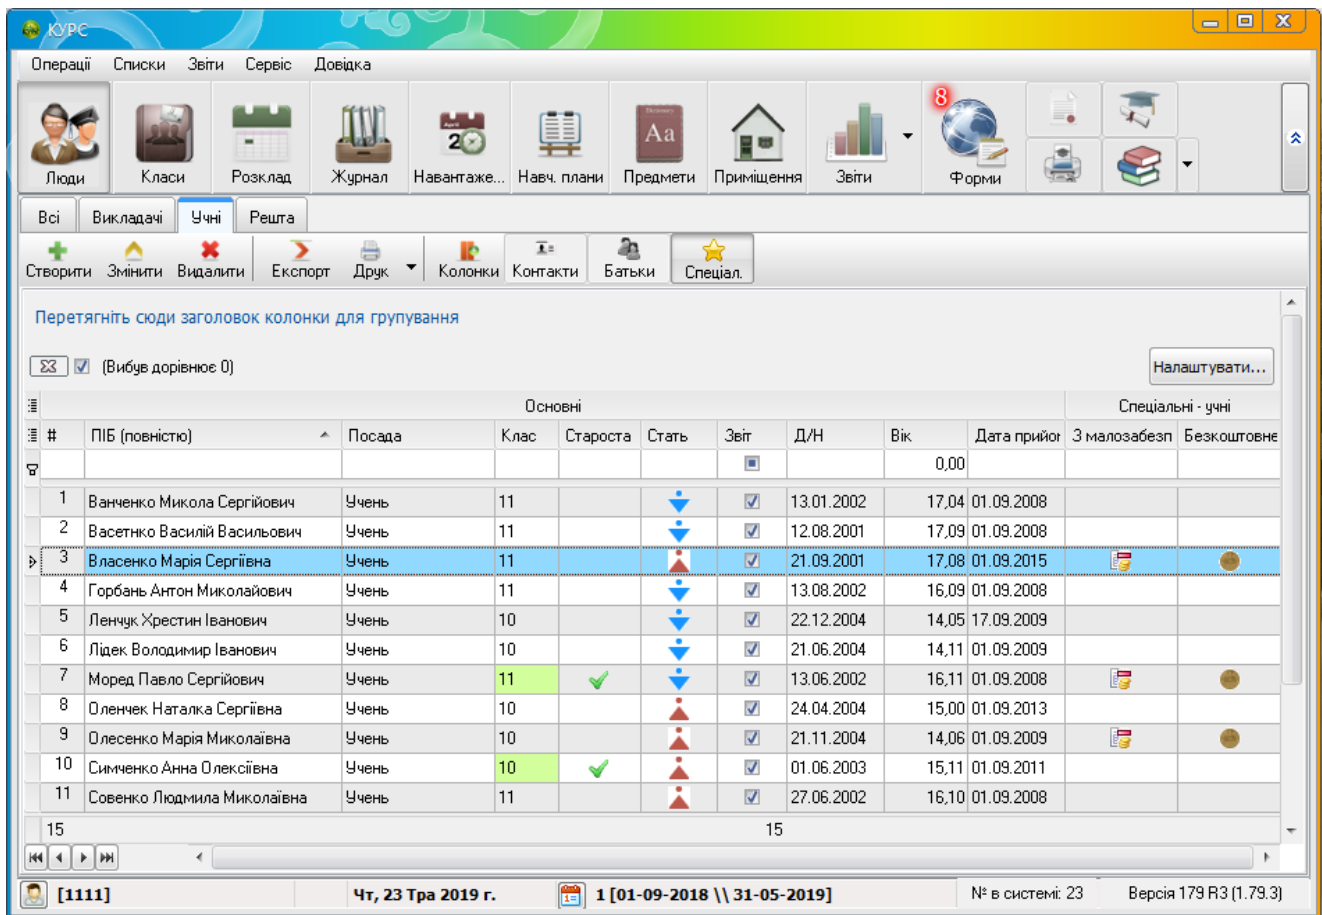 КУРС
Операції Списки Звіти Сервіс Довідка
8
Люди Класи Розклад Журнал Навантаже... Навч. плани Предмети Приміщення Звіти Форми
Всі Викладачі Учні Решта
Створити Змінити Видалити Експорт Друк Колонки Контакти Батьки Спеціал.
Перетягніть сюди заголовок колонки для групування
(Вибув дорівнює 0) Налаштувати...
Основні Спеціальні - учні
# ПІБ (повністю) Посада Клас Староста Стать Звіт Д/Н Вік Дата прийог З малозабезп Безкоштовне
0,00
1 Ванченко Микола Сергійович Учень 11 13.01.2002 17,04 01.09.2008
2 Васетнко Василій Васильович Учень 11 12.08.2001 17,09 01.09.2008
3 Власенко Марія Сергіївна Учень 11 21.09.2001 17,08 01.09.2015
4 Горбань Антон Миколайович Учень 11 13.08.2002 16,09 01.09.2008
5 Ленчук Хрестин Іванович Учень 10 22.12.2004 14,05 17.09.2009
6 Лідек Володимир Іванович Учень 10 21.06.2004 14,11 01.09.2009
7 Моред Павло Сергійович Учень 11 13.06.2002 16,11 01.09.2008
8 Оленчек Наталка Сергіївна Учень 10 24.04.2004 15,00 01.09.2013
9 Олесенко Марія Миколаївна Учень 10 21.11.2004 14,06 01.09.2009
10 Симченко Анна Олексіївна Учень 10 01.06.2003 15,11 01.09.2011
11 Совенко Людмила Миколаївна Учень 11 27.06.2002 16,10 01.09.2008
15 15
[1111] Чт, 23 Тра 2019 г. 1 [01-09-2018 \\ 31-05-2019] № в системі: 23 Версія 179 R3 (1.79.3)